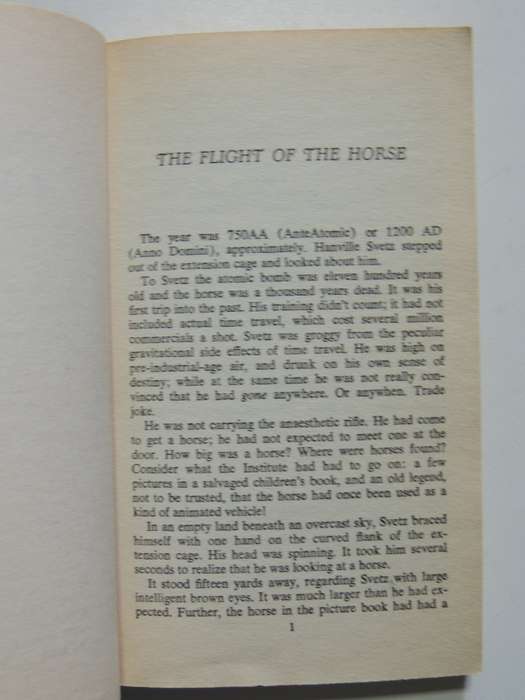 THE FLIGHT OF THE HORSE
The year was 750AA (AnteAtomic) or 1200 AD
(Anno Domini), approximately. Hanville Svetz stepped
out of the extension cage and looked about him.
To Svetz the atomic bomb was eleven hundred years
old and the horse was a thousand years dead. It was his
first trip into the past. His training didn't count; it had not
included actual time travel, which cost several million
commercials a shot. Svetz was groggy from the peculiar
gravitational side effects of time travel. He was high on
pre-industrial-age air, and drunk on his own sense of
destiny; while at the same time he was not really con-
vinced that he had gone anywhere. Or anywhen. Trade
joke.
He was not carrying the anaesthetic rifle. He had come
to get a horse; he had not expected to meet one at the
door. How big was a horse? Where were horses found?
Consider what the Institute had had to go on: a few
pictures in a salvaged children's book, and an old legend,
not to be trusted, that the horse had once been used as a
kind of animated vehicle!
In an empty land beneath an overcast sky, Svetz braced
himself with one hand on the curved flank of the ex-
tension cage. His head was spinning. It took him several
seconds to realize that he was looking at a horse.
It stood fifteen yards away, regarding Svetz with large
intelligent brown eyes. It was much larger than he had ex-
pected. Further, the horse in the picture book had had a
1